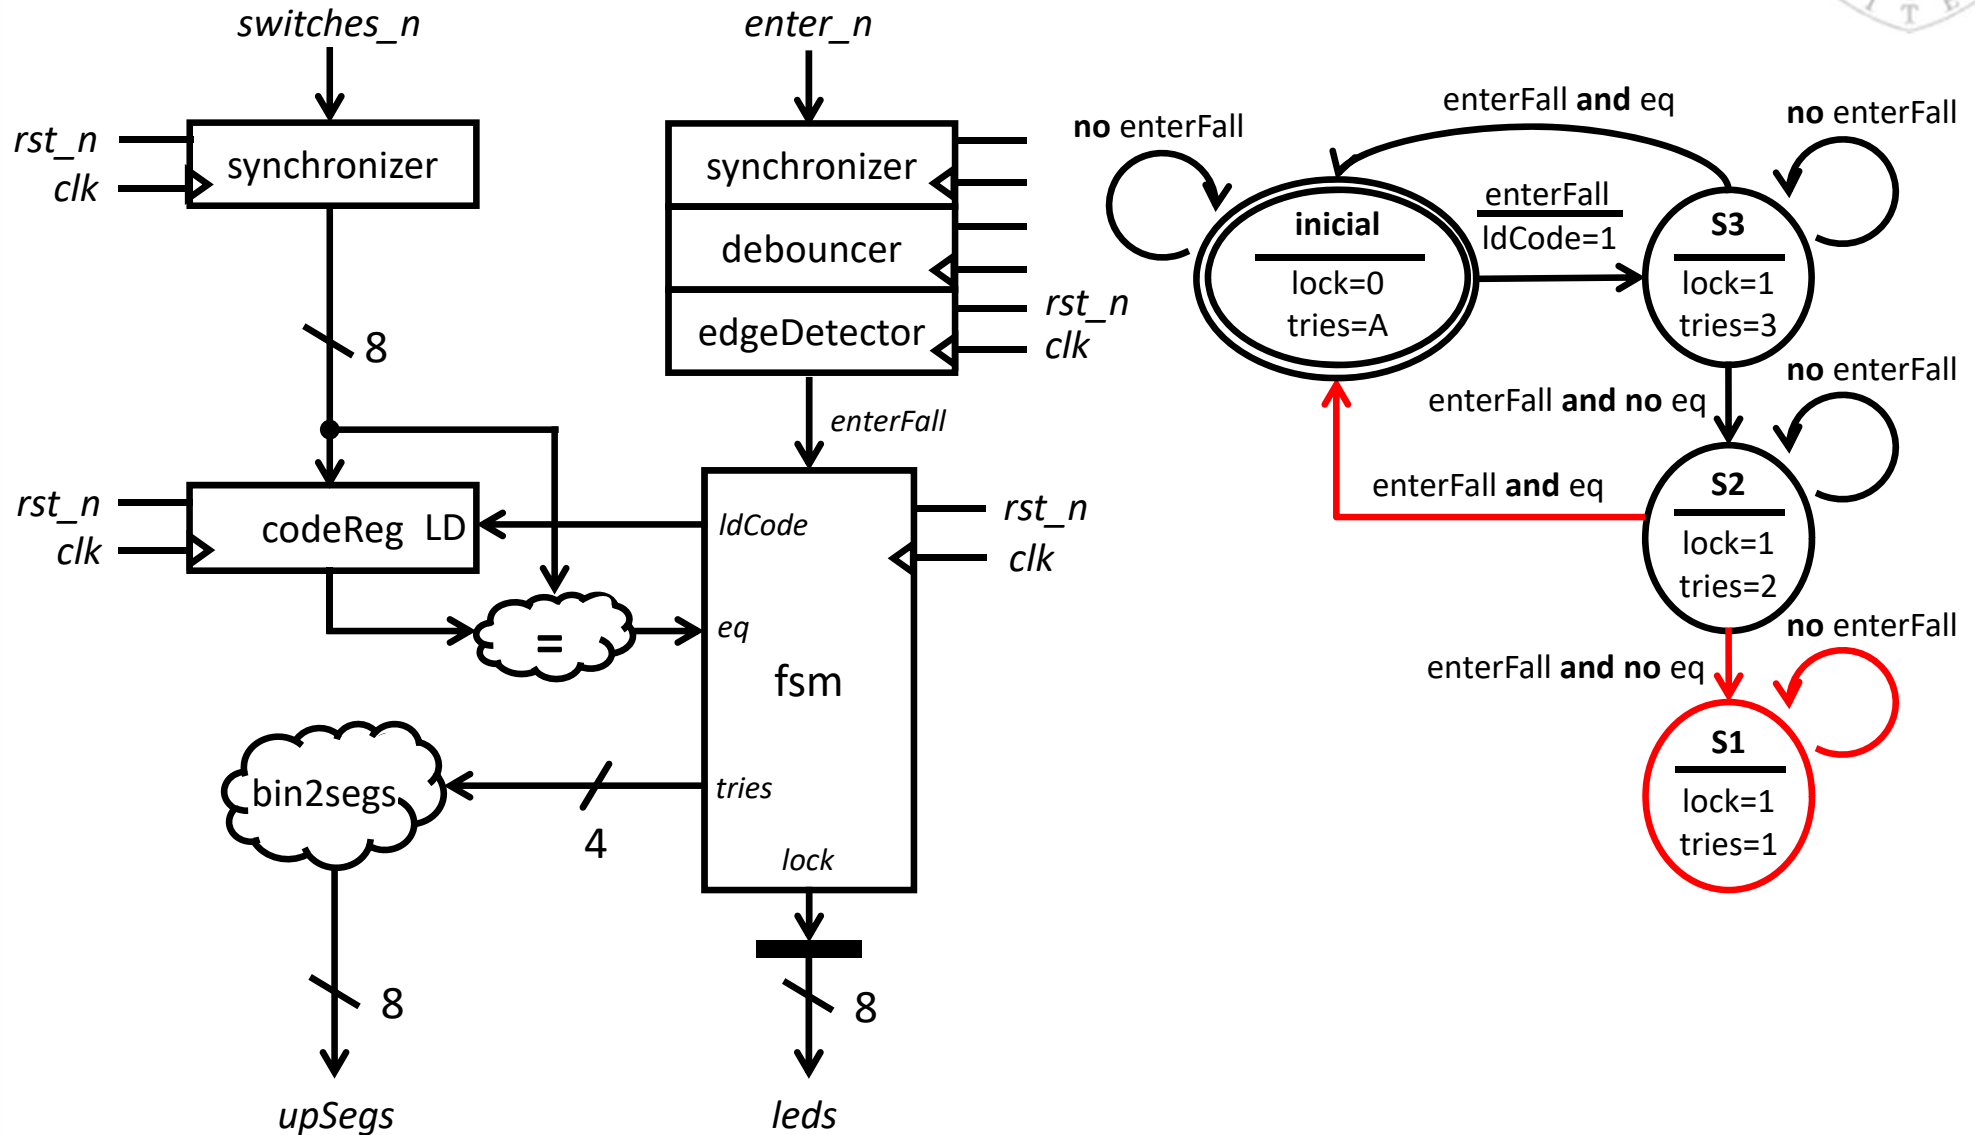 switches_n
rst_n
clk
synchronizer
8
rst_n
clk
codeReg LD
=
bin2segs
8
upSegs
enter_n
synchronizer
debouncer
edgeDetector
rst_n
clk
enterFall
ldCode
eq
fsm
tries
lock
rst_n
clk
4
8
leds
no enterFall
enterFall and eq
no enterFall
inicial
lock=0
tries=A
enterFall
ldCode=1
S3
lock=1
tries=3
enterFall and no eq
no enterFall
enterFall and eq
S2
lock=1
tries=2
enterFall and no eq
no enterFall
S1
lock=1
tries=1
I T E